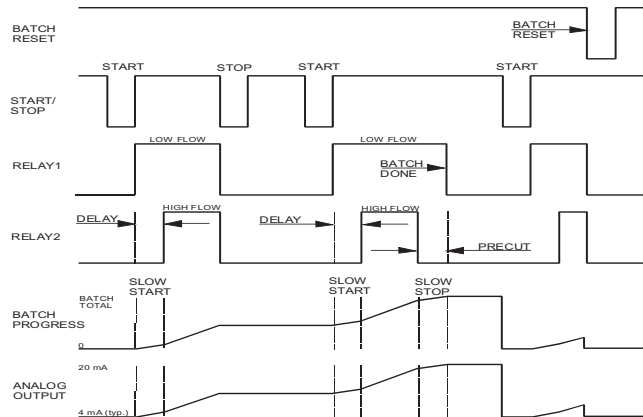 BATCH
RESET
BATCH
RESET
START
STOP
START
START
START/
STOP
LOW FLOW
LOW FLOW
RELAY1
BATCH
DONE
HIGH FLOW
HIGH FLOW
DELAY
DELAY
RELAY2
PRECUT
SLOW
START
SLOW
START
SLOW
STOP
BATCH
TOTAL
BATCH
PROGRESS
0
20 mA
ANALOG
OUTPUT
4 mA (typ.)